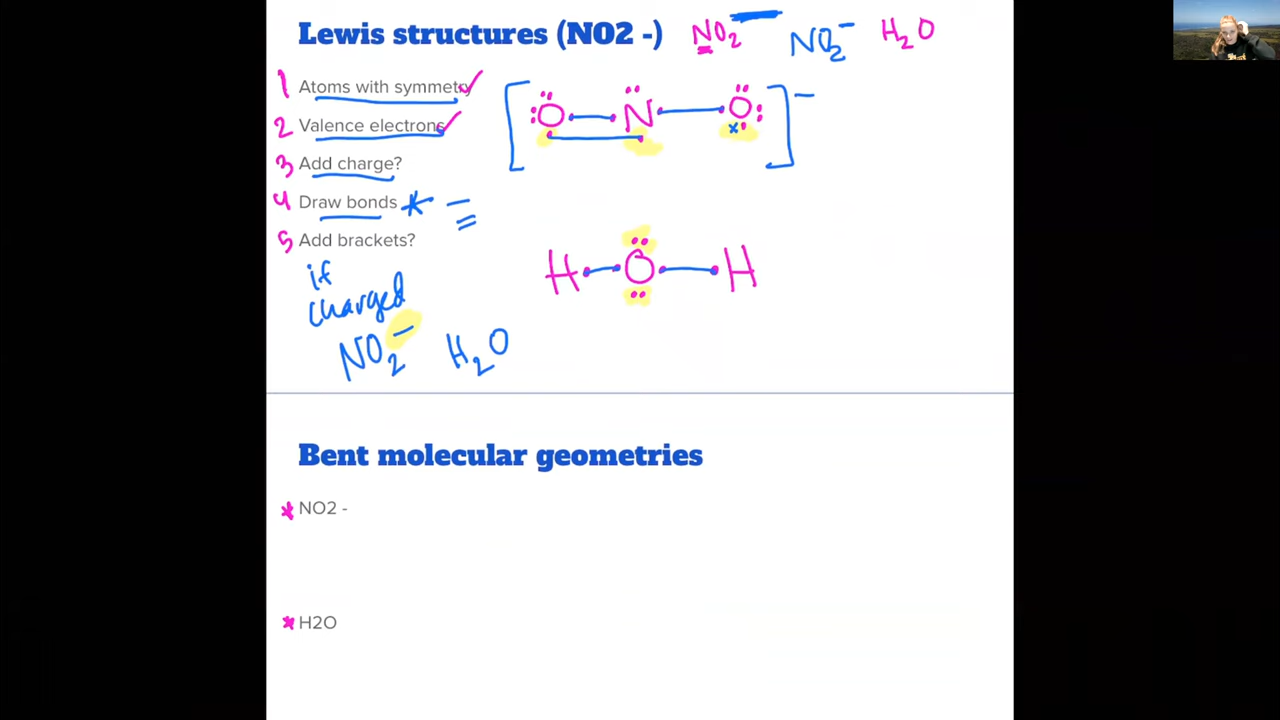 Lewis structures (NO2 -) NO2⁻ NO2⁻ H2O
1 Atoms with symmetry
2 Valence electrons
3 Add charge?
4 Draw bonds * – =
5 Add brackets?
if
charged
NO2⁻ H2O
[O N O]⁻
H O H
Bent molecular geometries
* NO2 -
* H2O